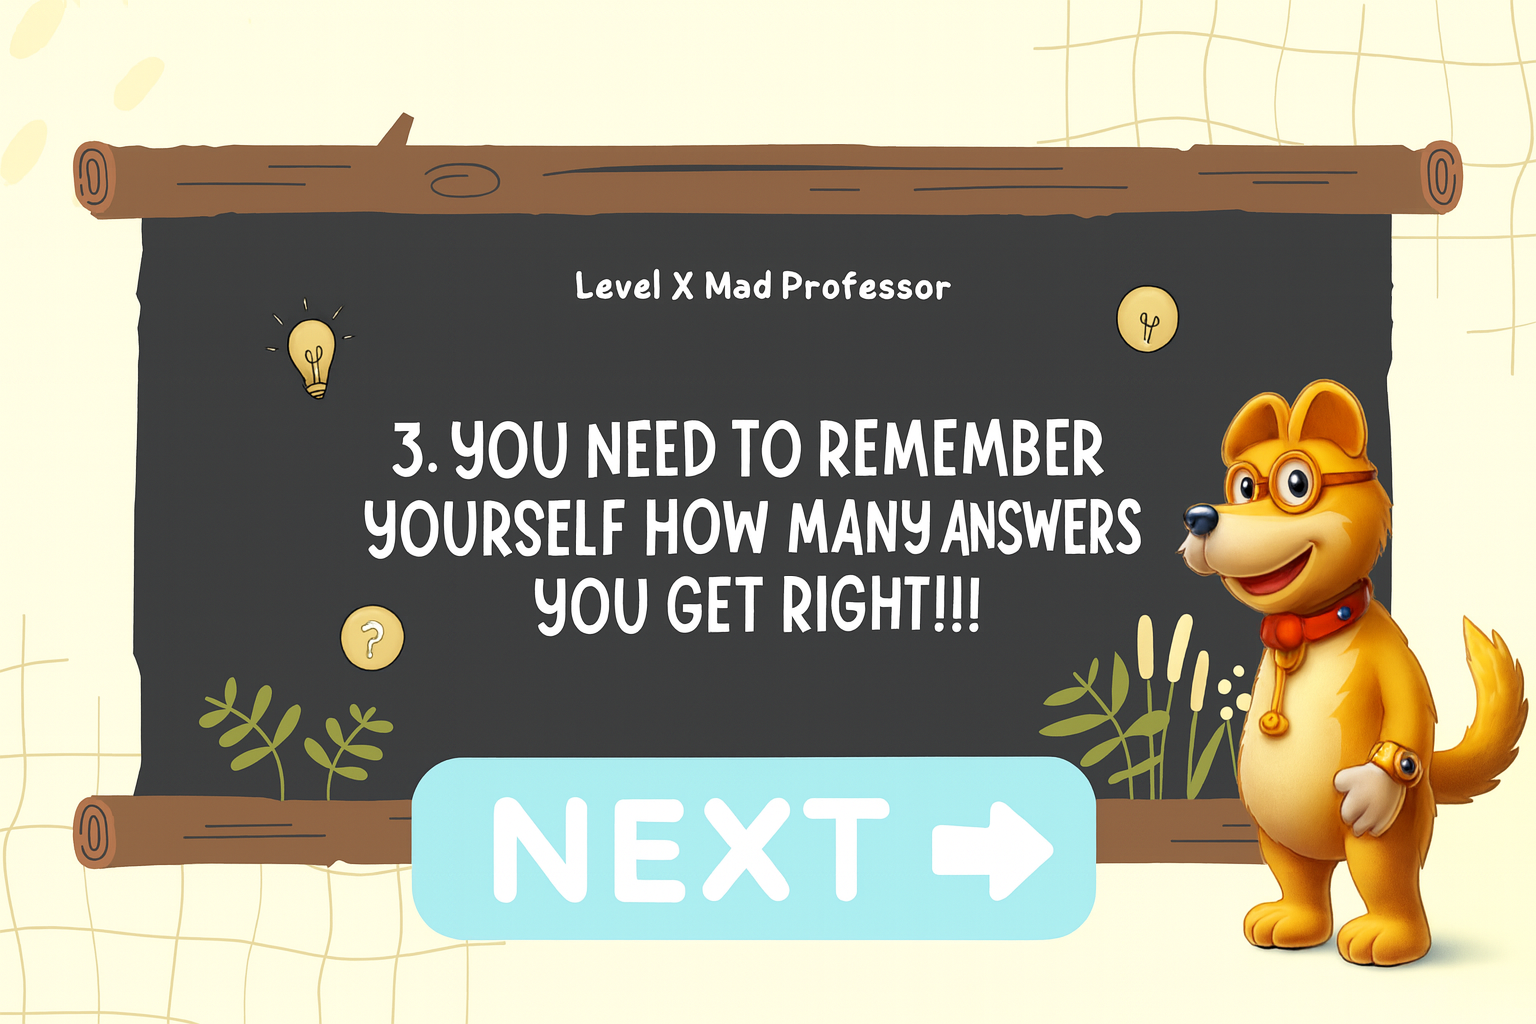 Level X Mad Professor
3. YOU NEED TO REMEMBER
YOURSELF HOW MANY ANSWERS
YOU GET RIGHT!!!
?
NEXT